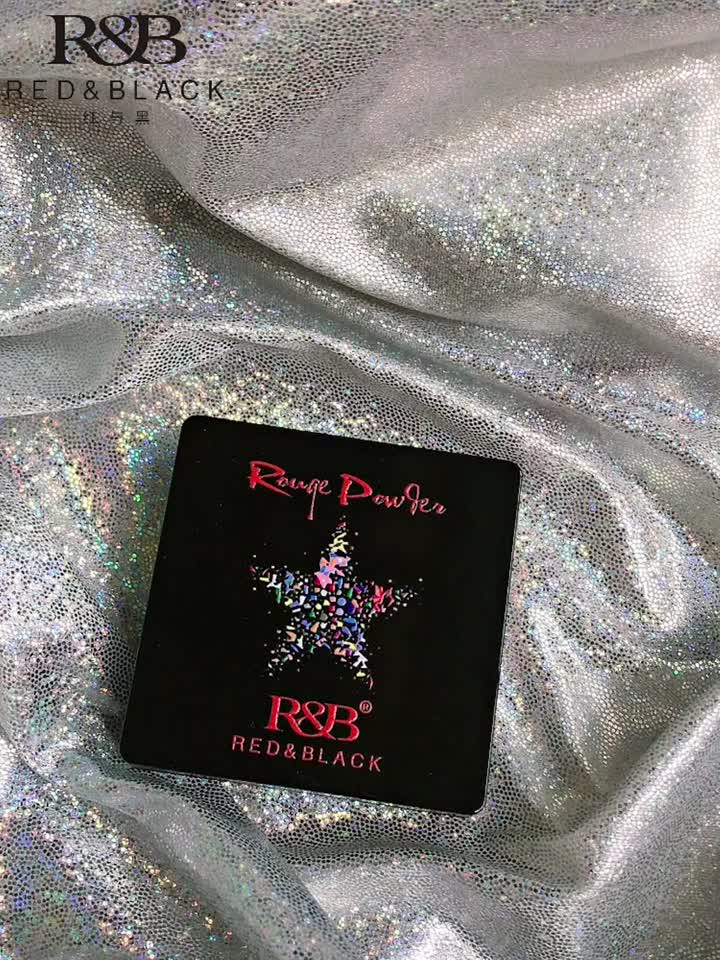 R&B
RED&BLACK
红与黑
Rouge Powder
R&B®
RED&BLACK